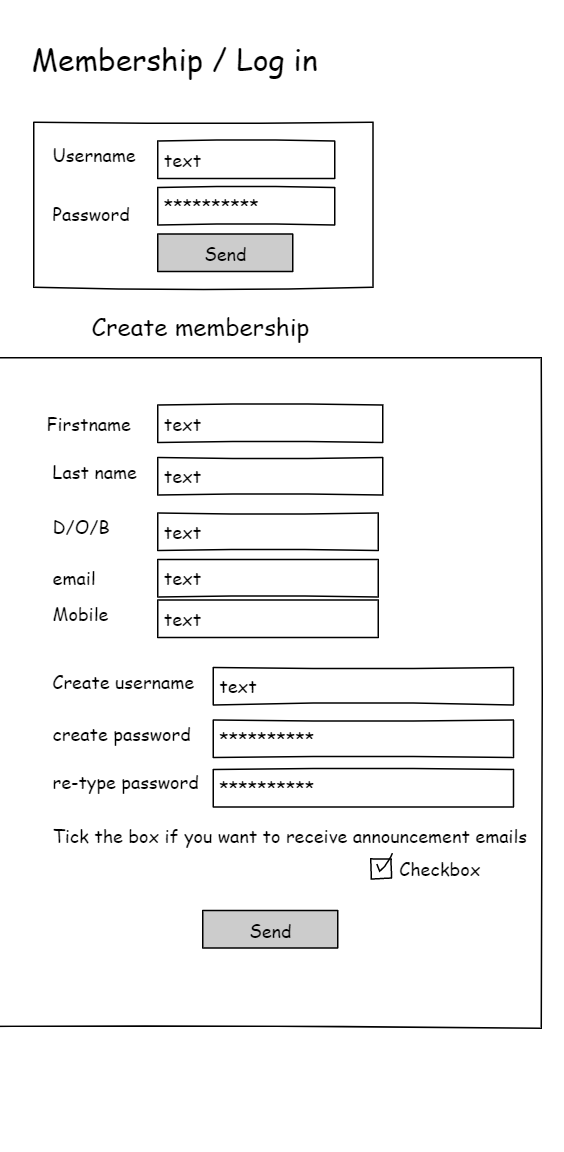 Membership / Log in
Username text
Password **********
Send
Create membership
Firstname text
Last name text
D/O/B text
email text
Mobile text
Create username text
create password **********
re-type password **********
Tick the box if you want to receive announcement emails
Checkbox
Send